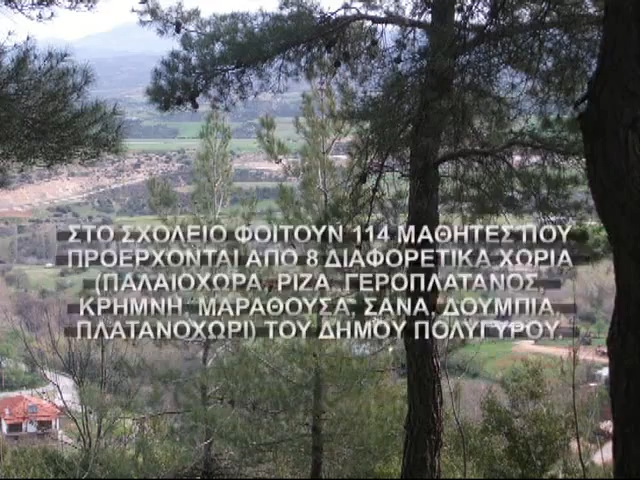 ΣΤΟ ΣΧΟΛΕΙΟ ΦΟΙΤΟΥΝ 114 ΜΑΘΗΤΕΣ ΠΟΥ
ΠΡΟΕΡΧΟΝΤΑΙ ΑΠΟ 8 ΔΙΑΦΟΡΕΤΙΚΑ ΧΩΡΙΑ
(ΠΑΛΑΙΟΧΩΡΑ, ΡΙΖΑ, ΓΕΡΟΠΛΑΤΑΝΟΣ,
ΚΡΗΜΝΗ, ΜΑΡΑΘΟΥΣΑ, ΣΑΝΑ, ΔΟΥΜΠΙΑ,
ΠΛΑΤΑΝΟΧΩΡΙ) ΤΟΥ ΔΗΜΟΥ ΠΟΛΥΓΥΡΟΥ.